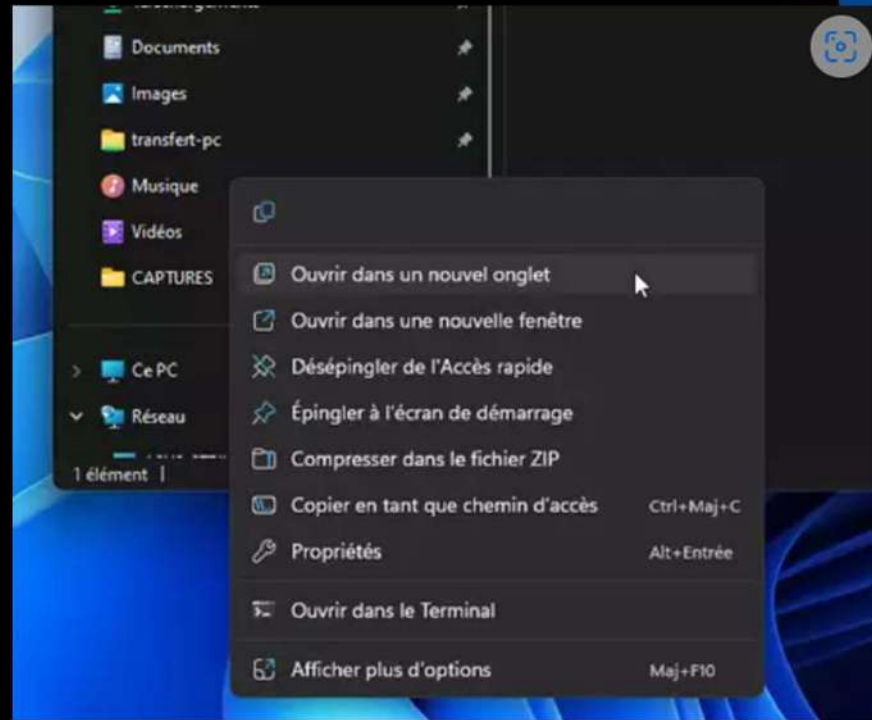 Documents
Images
transfert-pc
Musique
Vidéos
CAPTURES
Ce PC
Réseau
1 élément
Ouvrir dans un nouvel onglet
Ouvrir dans une nouvelle fenêtre
Désépingler de l'Accès rapide
Épingler à l'écran de démarrage
Compresser dans le fichier ZIP
Copier en tant que chemin d'accès Ctrl+Maj+C
Propriétés Alt+Entrée
Ouvrir dans le Terminal
Afficher plus d'options Maj+F10